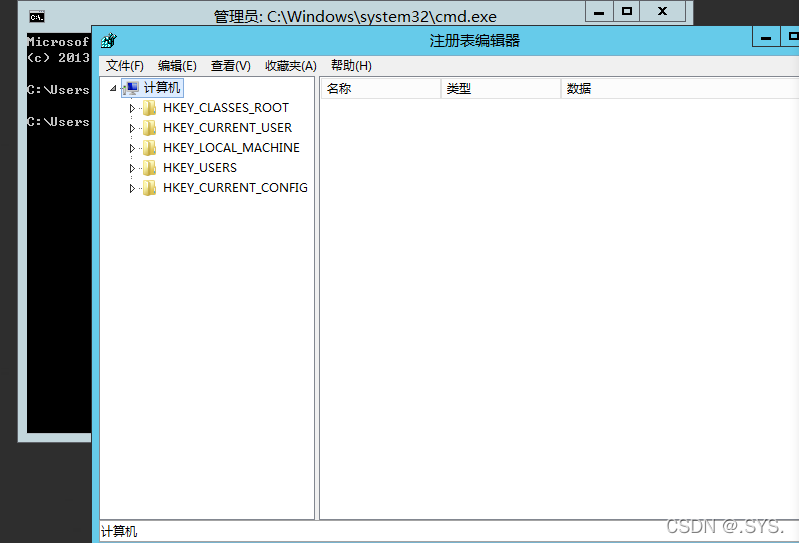 管理员: C:\Windows\system32\cmd.exe
Microsof
(c) 2013
C:\Users
C:\Users
注册表编辑器
文件(F) 编辑(E) 查看(V) 收藏夹(A) 帮助(H)
计算机
HKEY_CLASSES_ROOT
HKEY_CURRENT_USER
HKEY_LOCAL_MACHINE
HKEY_USERS
HKEY_CURRENT_CONFIG
名称 类型 数据
计算机
CSDN @.SYS.